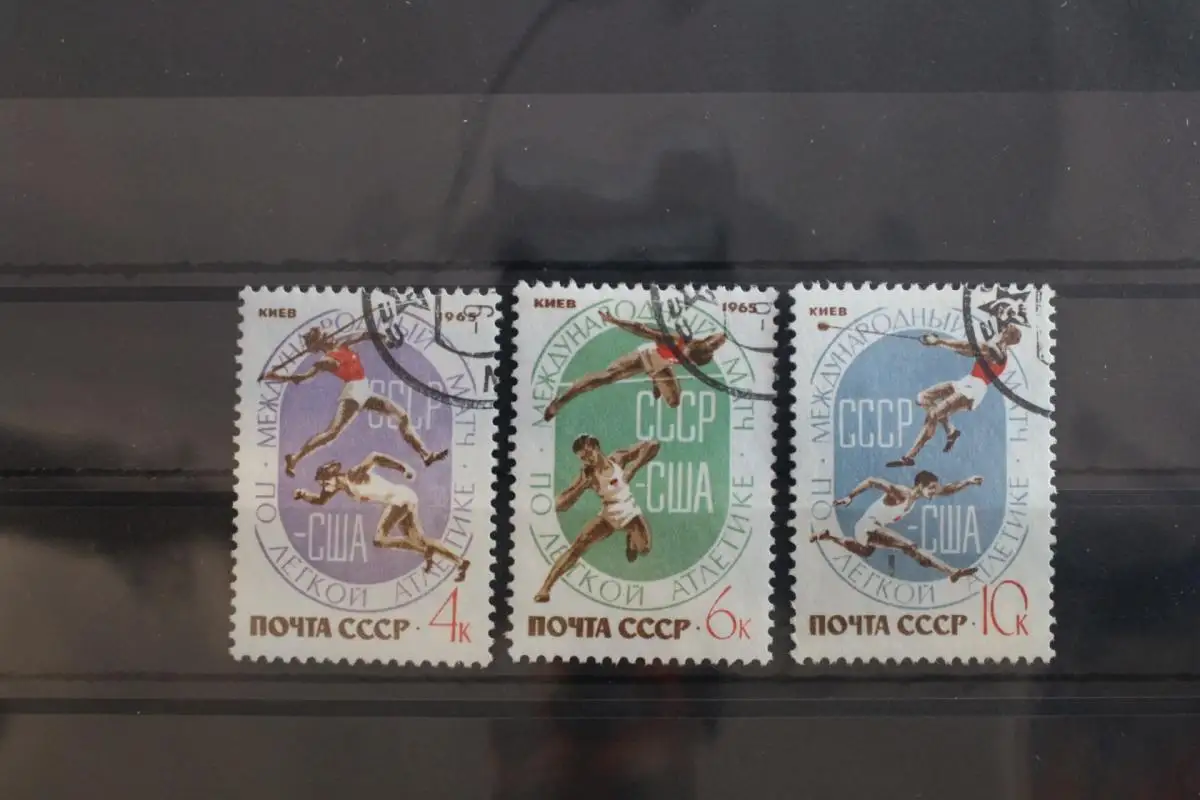 КИЕВ 1965
МЕЖДУНАРОДНЫЙ МАТЧ
ПО ЛЕГКОЙ АТЛЕТИКЕ
СССР
-США
ПОЧТА СССР · 4к
КИЕВ 1965
МЕЖДУНАРОДНЫЙ МАТЧ
ПО ЛЕГКОЙ АТЛЕТИКЕ
СССР
-США
ПОЧТА СССР · 6к
КИЕВ
МЕЖДУНАРОДНЫЙ МАТЧ
ПО ЛЕГКОЙ АТЛЕТИКЕ
СССР
-США
ПОЧТА СССР · 10к